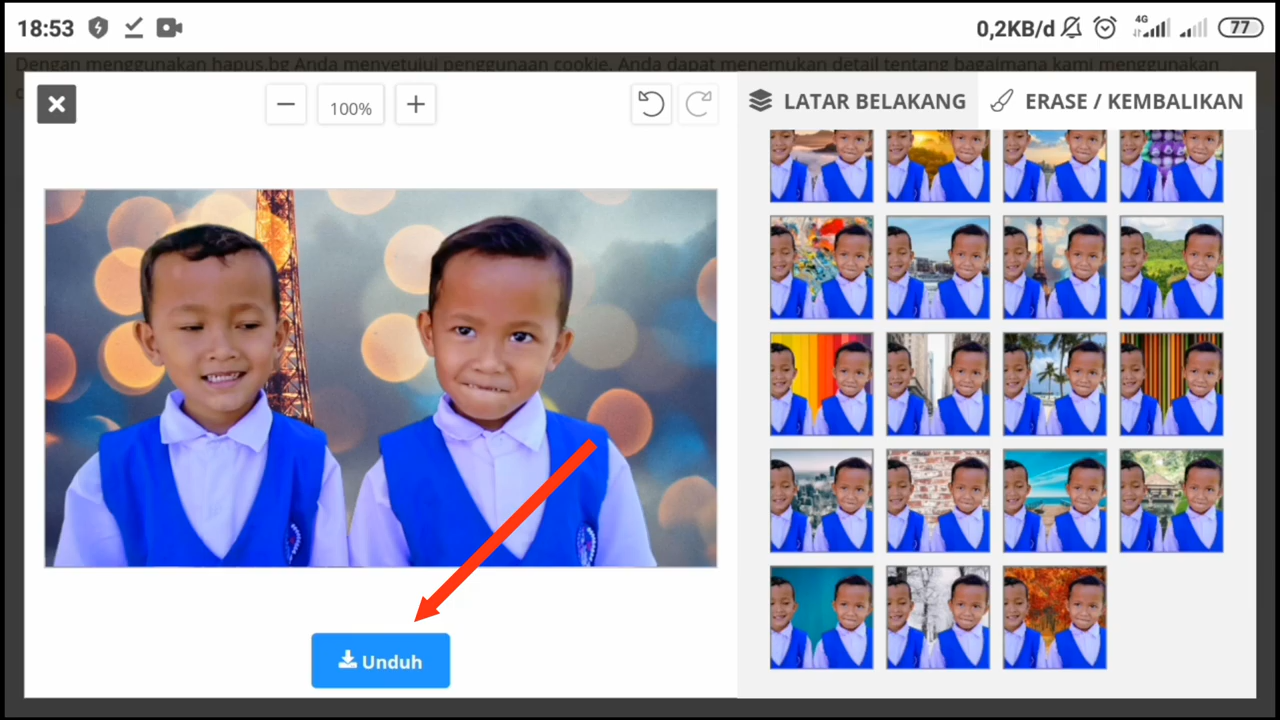 18:53
0,2KB/d
4G
77
Dengan menggunakan hapus.bg Anda menyetujui penggunaan cookie. Anda dapat menemukan detail tentang bagaimana kami menggunakan
100%
LATAR BELAKANG
ERASE / KEMBALIKAN
Unduh